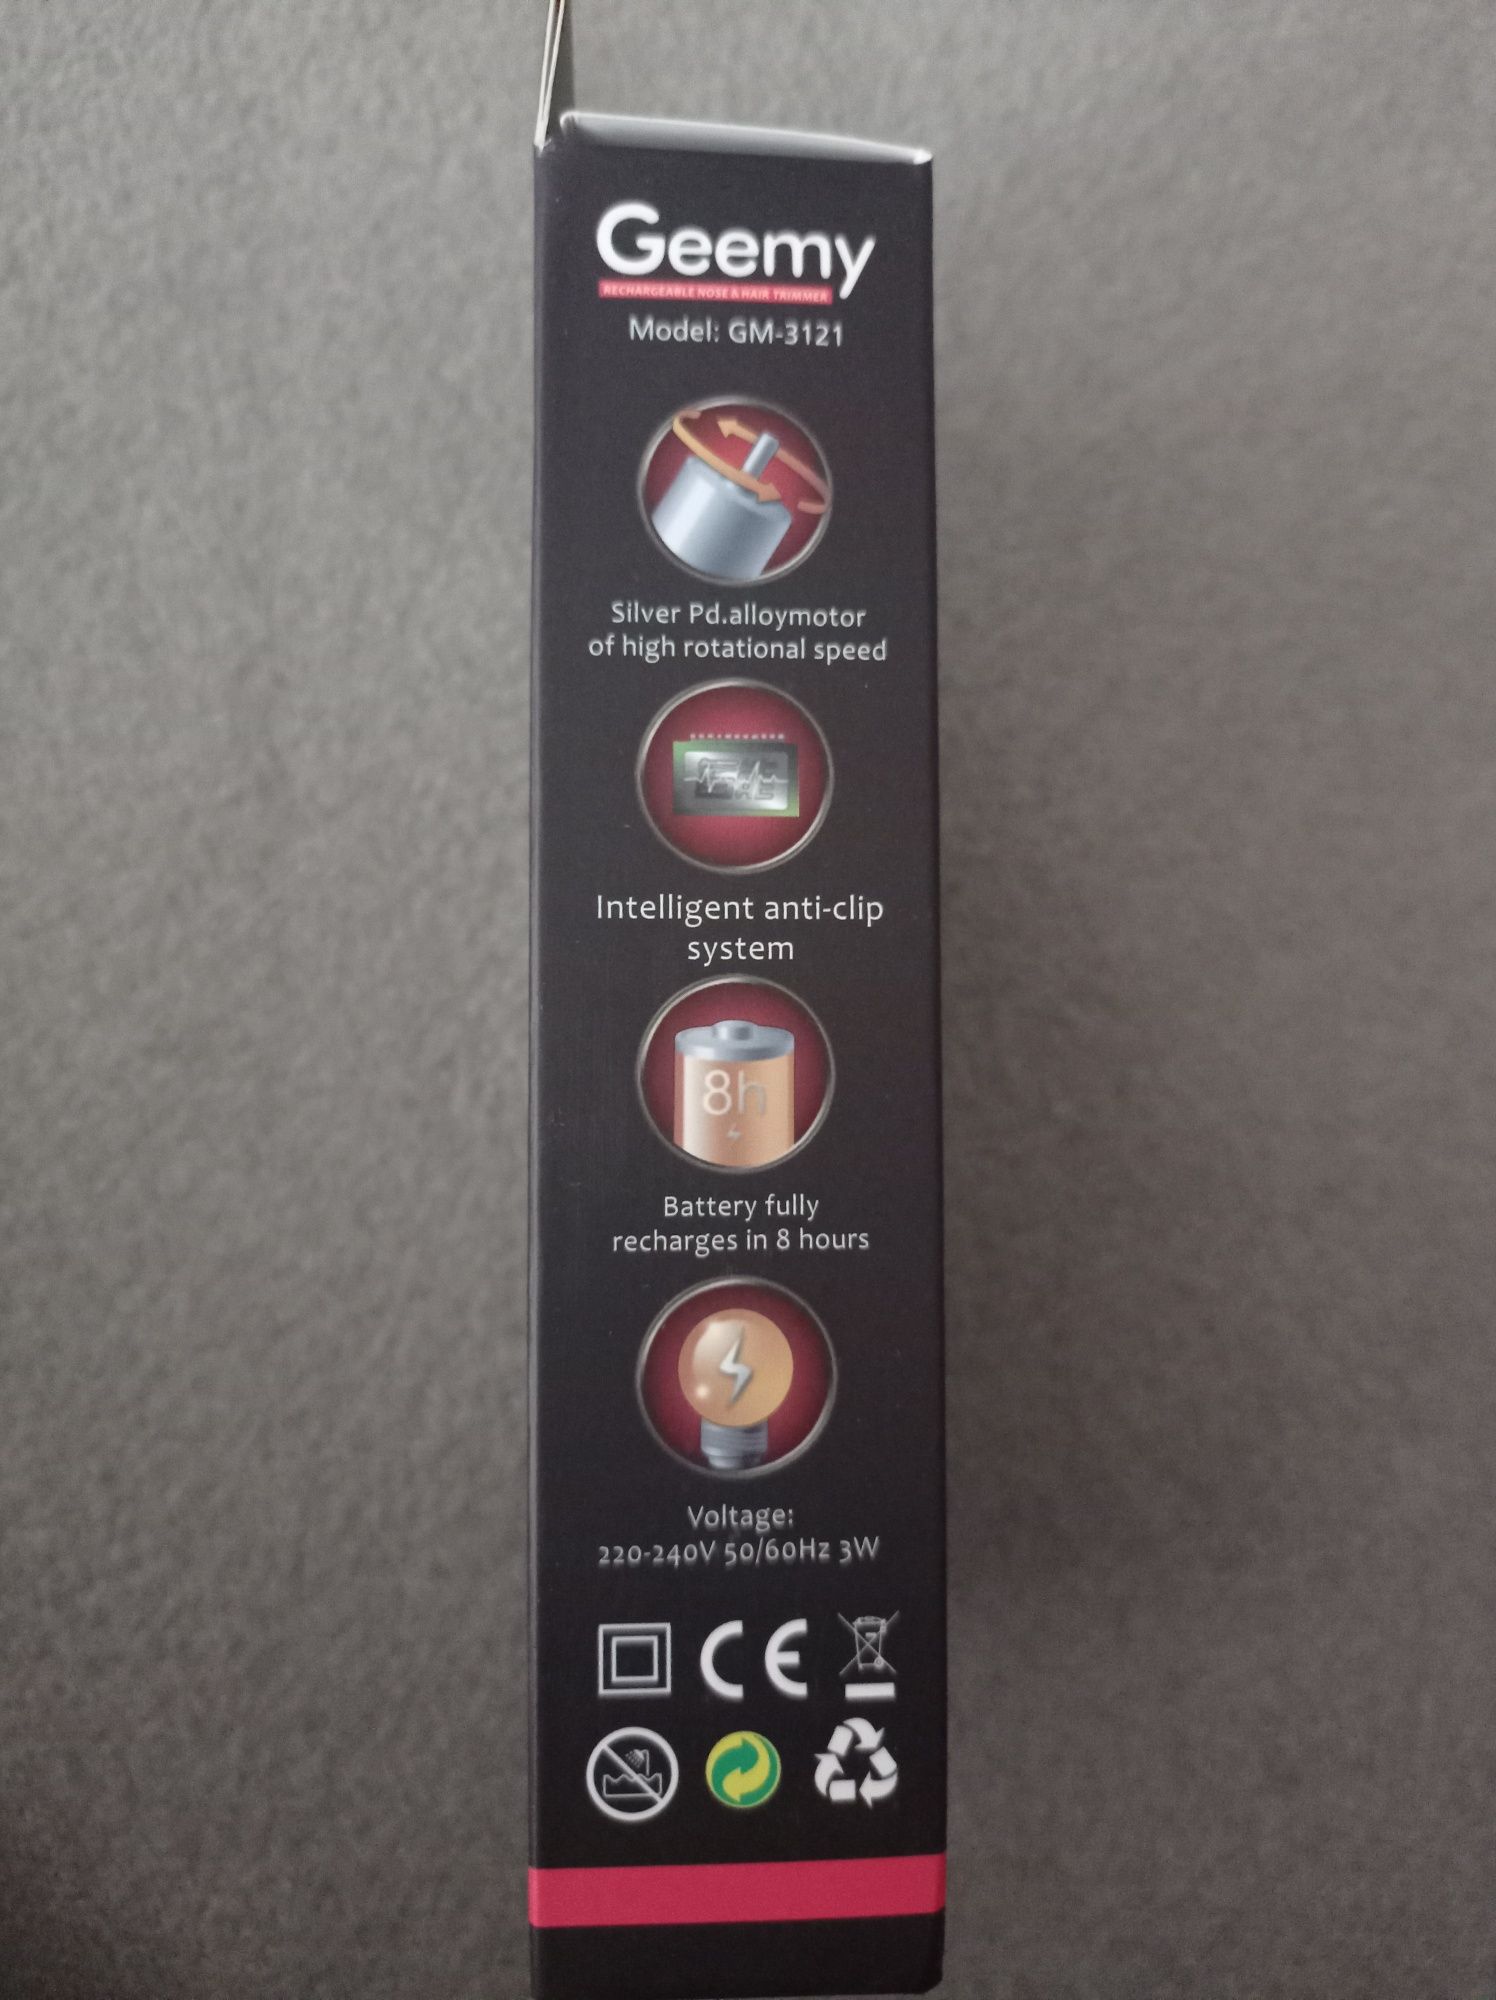 Geemy
RECHARGEABLE NOSE & HAIR TRIMMER
Model: GM-3121
Silver Pd.alloymotor
of high rotational speed
Intelligent anti-clip
system
8h
Battery fully
recharges in 8 hours
Voltage:
220-240V 50/60Hz 3W
CE